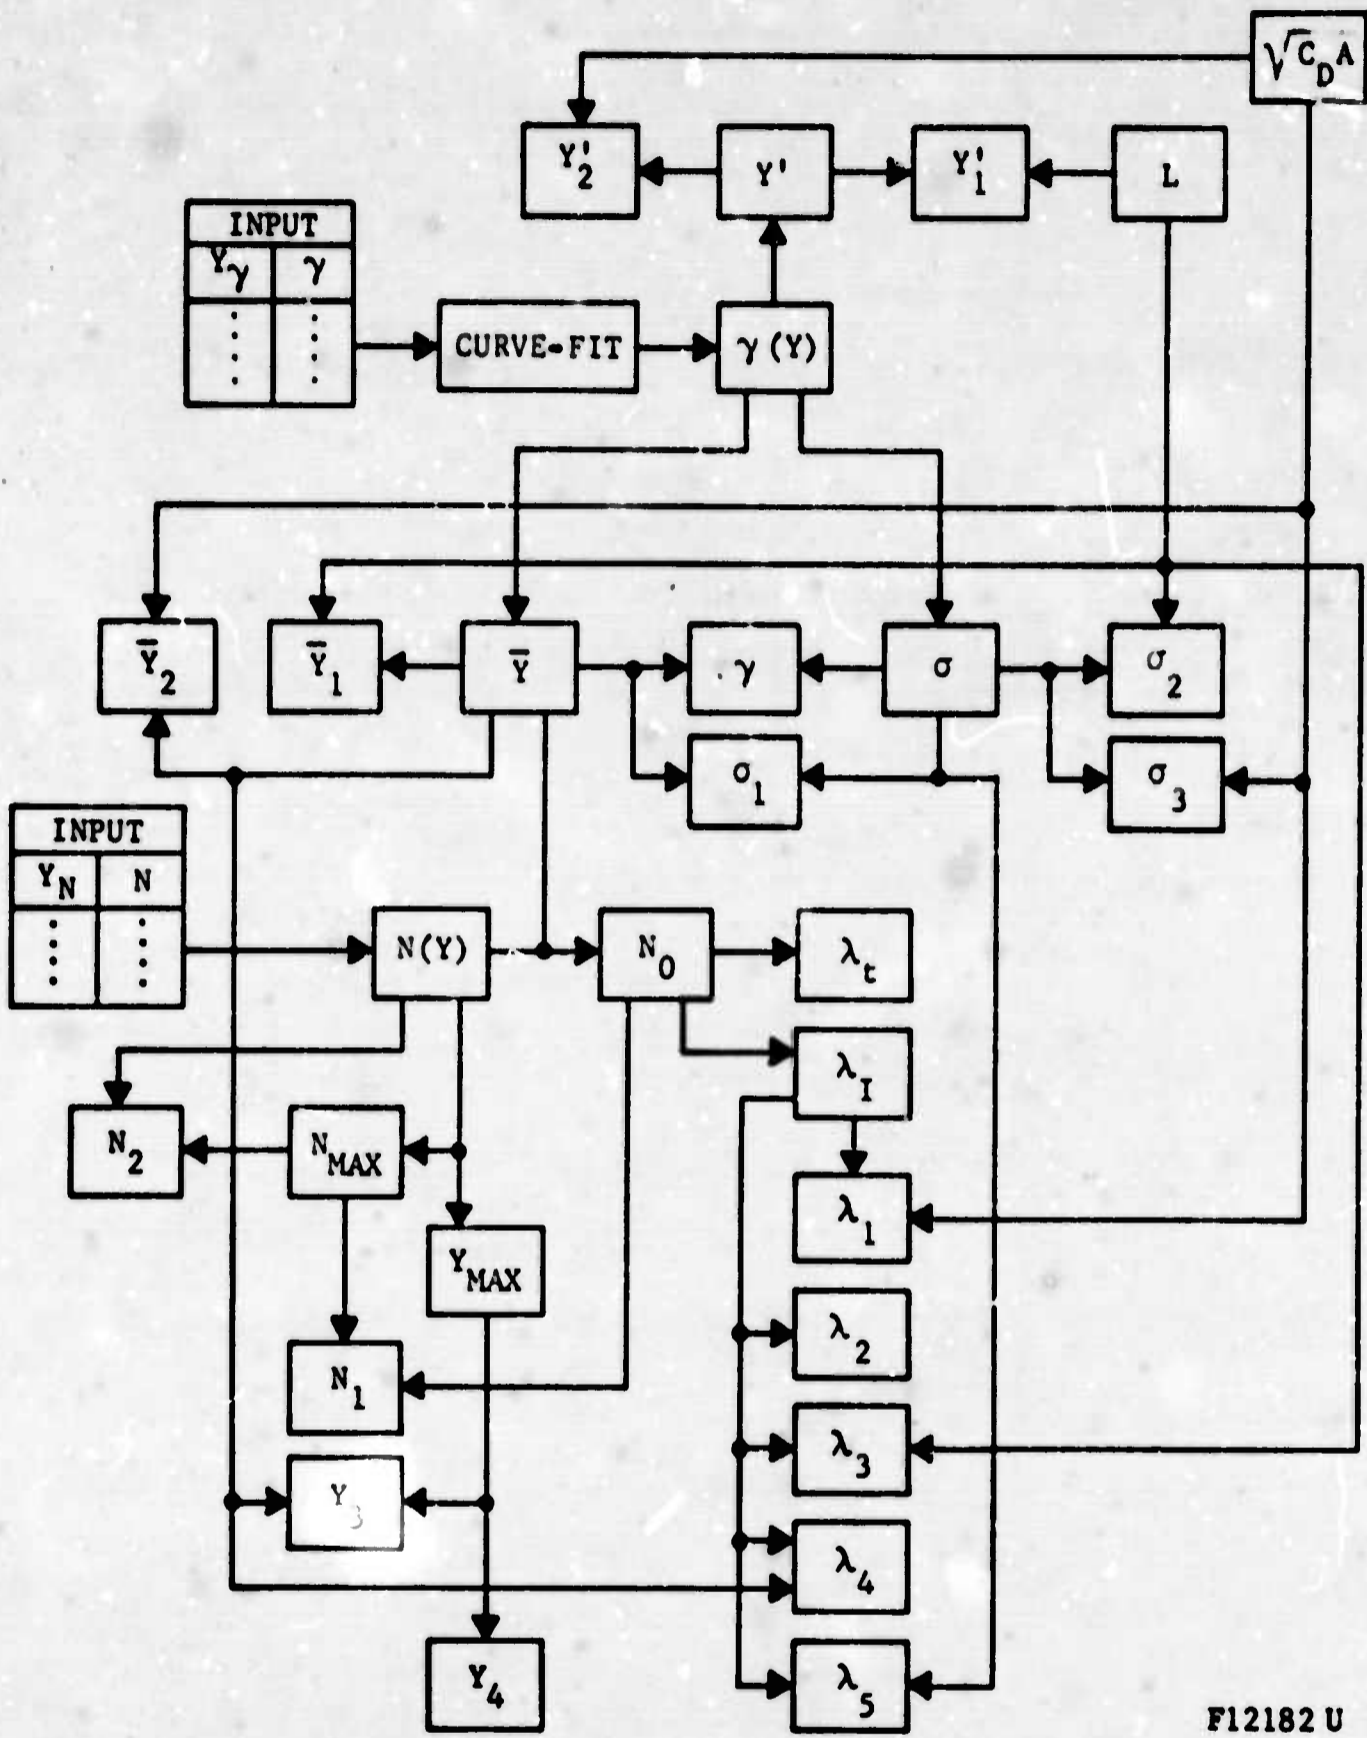 √C_D A
Y'_2
Y'
Y'_1
L
INPUT
Y_γ γ
CURVE-FIT
γ(Y)
Ȳ_2
Ȳ_1
Ȳ
γ
σ
σ_2
σ_1
σ_3
INPUT
Y_N N
N(Y)
N_0
λ_t
λ_I
N_2
N_MAX
λ_1
Y_MAX
λ_2
N_1
λ_3
Y_3
λ_4
Y_4
λ_5
F12182 U